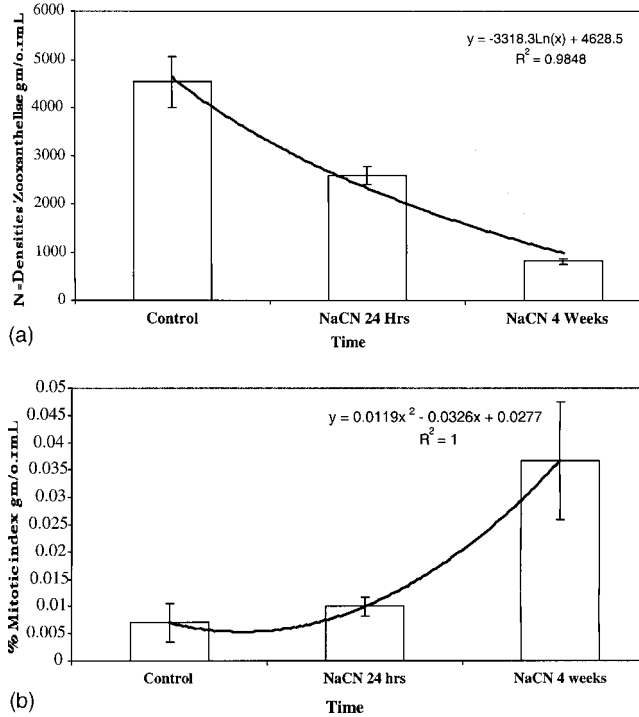 6000
5000
4000
3000
2000
1000
0
N=Densities Zooxanthellae gm/o.rmL
y = -3318.3Ln(x) + 4628.5
R² = 0.9848
Control
NaCN 24 Hrs
NaCN 4 Weeks
Time
(a)
0.05
0.045
0.04
0.035
0.03
0.025
0.02
0.015
0.01
0.005
0
% Mitotic index gm/o.rmL
y = 0.0119x² - 0.0326x + 0.0277
R² = 1
Control
NaCN 24 hrs
NaCN 4 weeks
Time
(b)